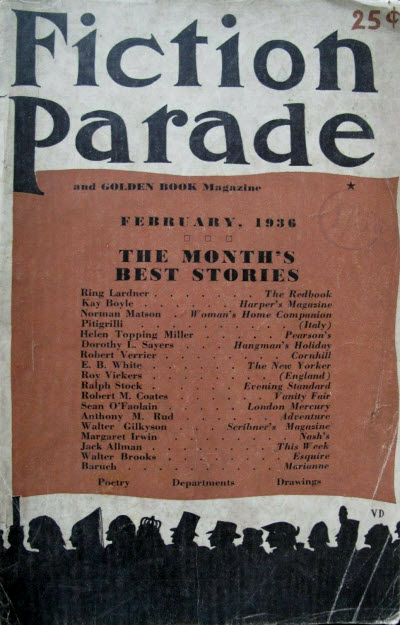 25¢
Fiction
Parade
and GOLDEN BOOK Magazine
FEBRUARY, 1936
THE MONTH'S
BEST STORIES
Ring Lardner . . . . . . The Redbook
Kay Boyle . . . . . Harper's Magazine
Norman Matson . Woman's Home Companion
Pitigrilli . . . . . . . (Italy)
Helen Topping Miller . . . . Pearson's
Dorothy L. Sayers . . Hangman's Holiday
Robert Verrier . . . . . . Cornhill
E. B. White . . . . . The New Yorker
Roy Vickers . . . . . . (England)
Ralph Stock . . . . Evening Standard
Robert M. Coates . . . . Vanity Fair
Sean O'Faolain . . . . London Mercury
Anthony M. Rud . . . . . Adventure
Walter Gilkyson . . Scribner's Magazine
Margaret Irwin . . . . . . Nash's
Jack Allman . . . . . . This Week
Walter Brooks . . . . . . Esquire
Baruch . . . . . . . . Marianne
Poetry Departments Drawings
VD